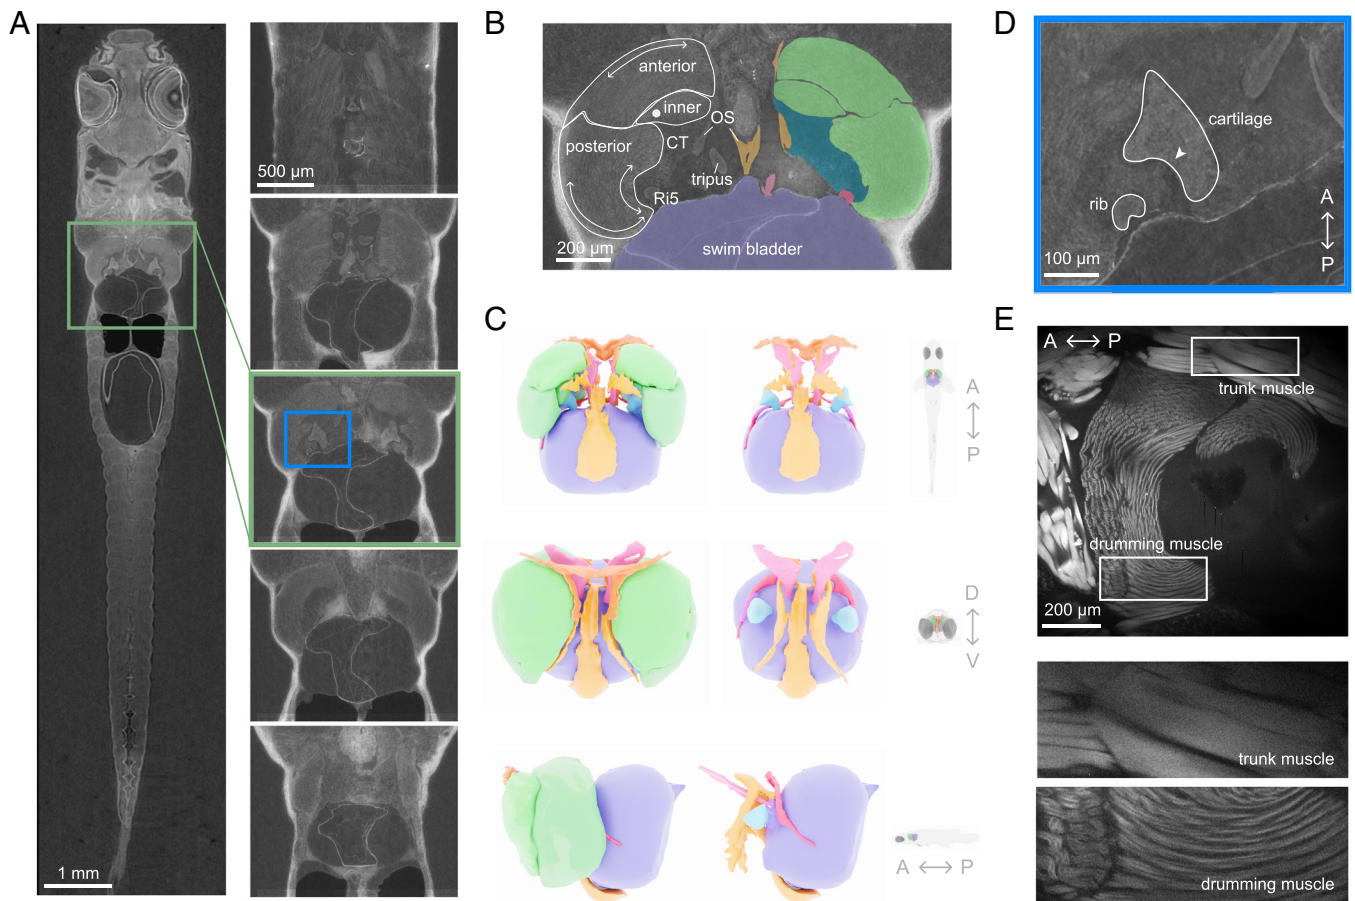 A
500 µm
1 mm
B
anterior
inner
OS
posterior
CT
tripus
Ri5
swim bladder
200 µm
C
A
P
D
V
A P
D
cartilage
rib
A
P
100 µm
E
A P
trunk muscle
drumming muscle
200 µm
trunk muscle
drumming muscle